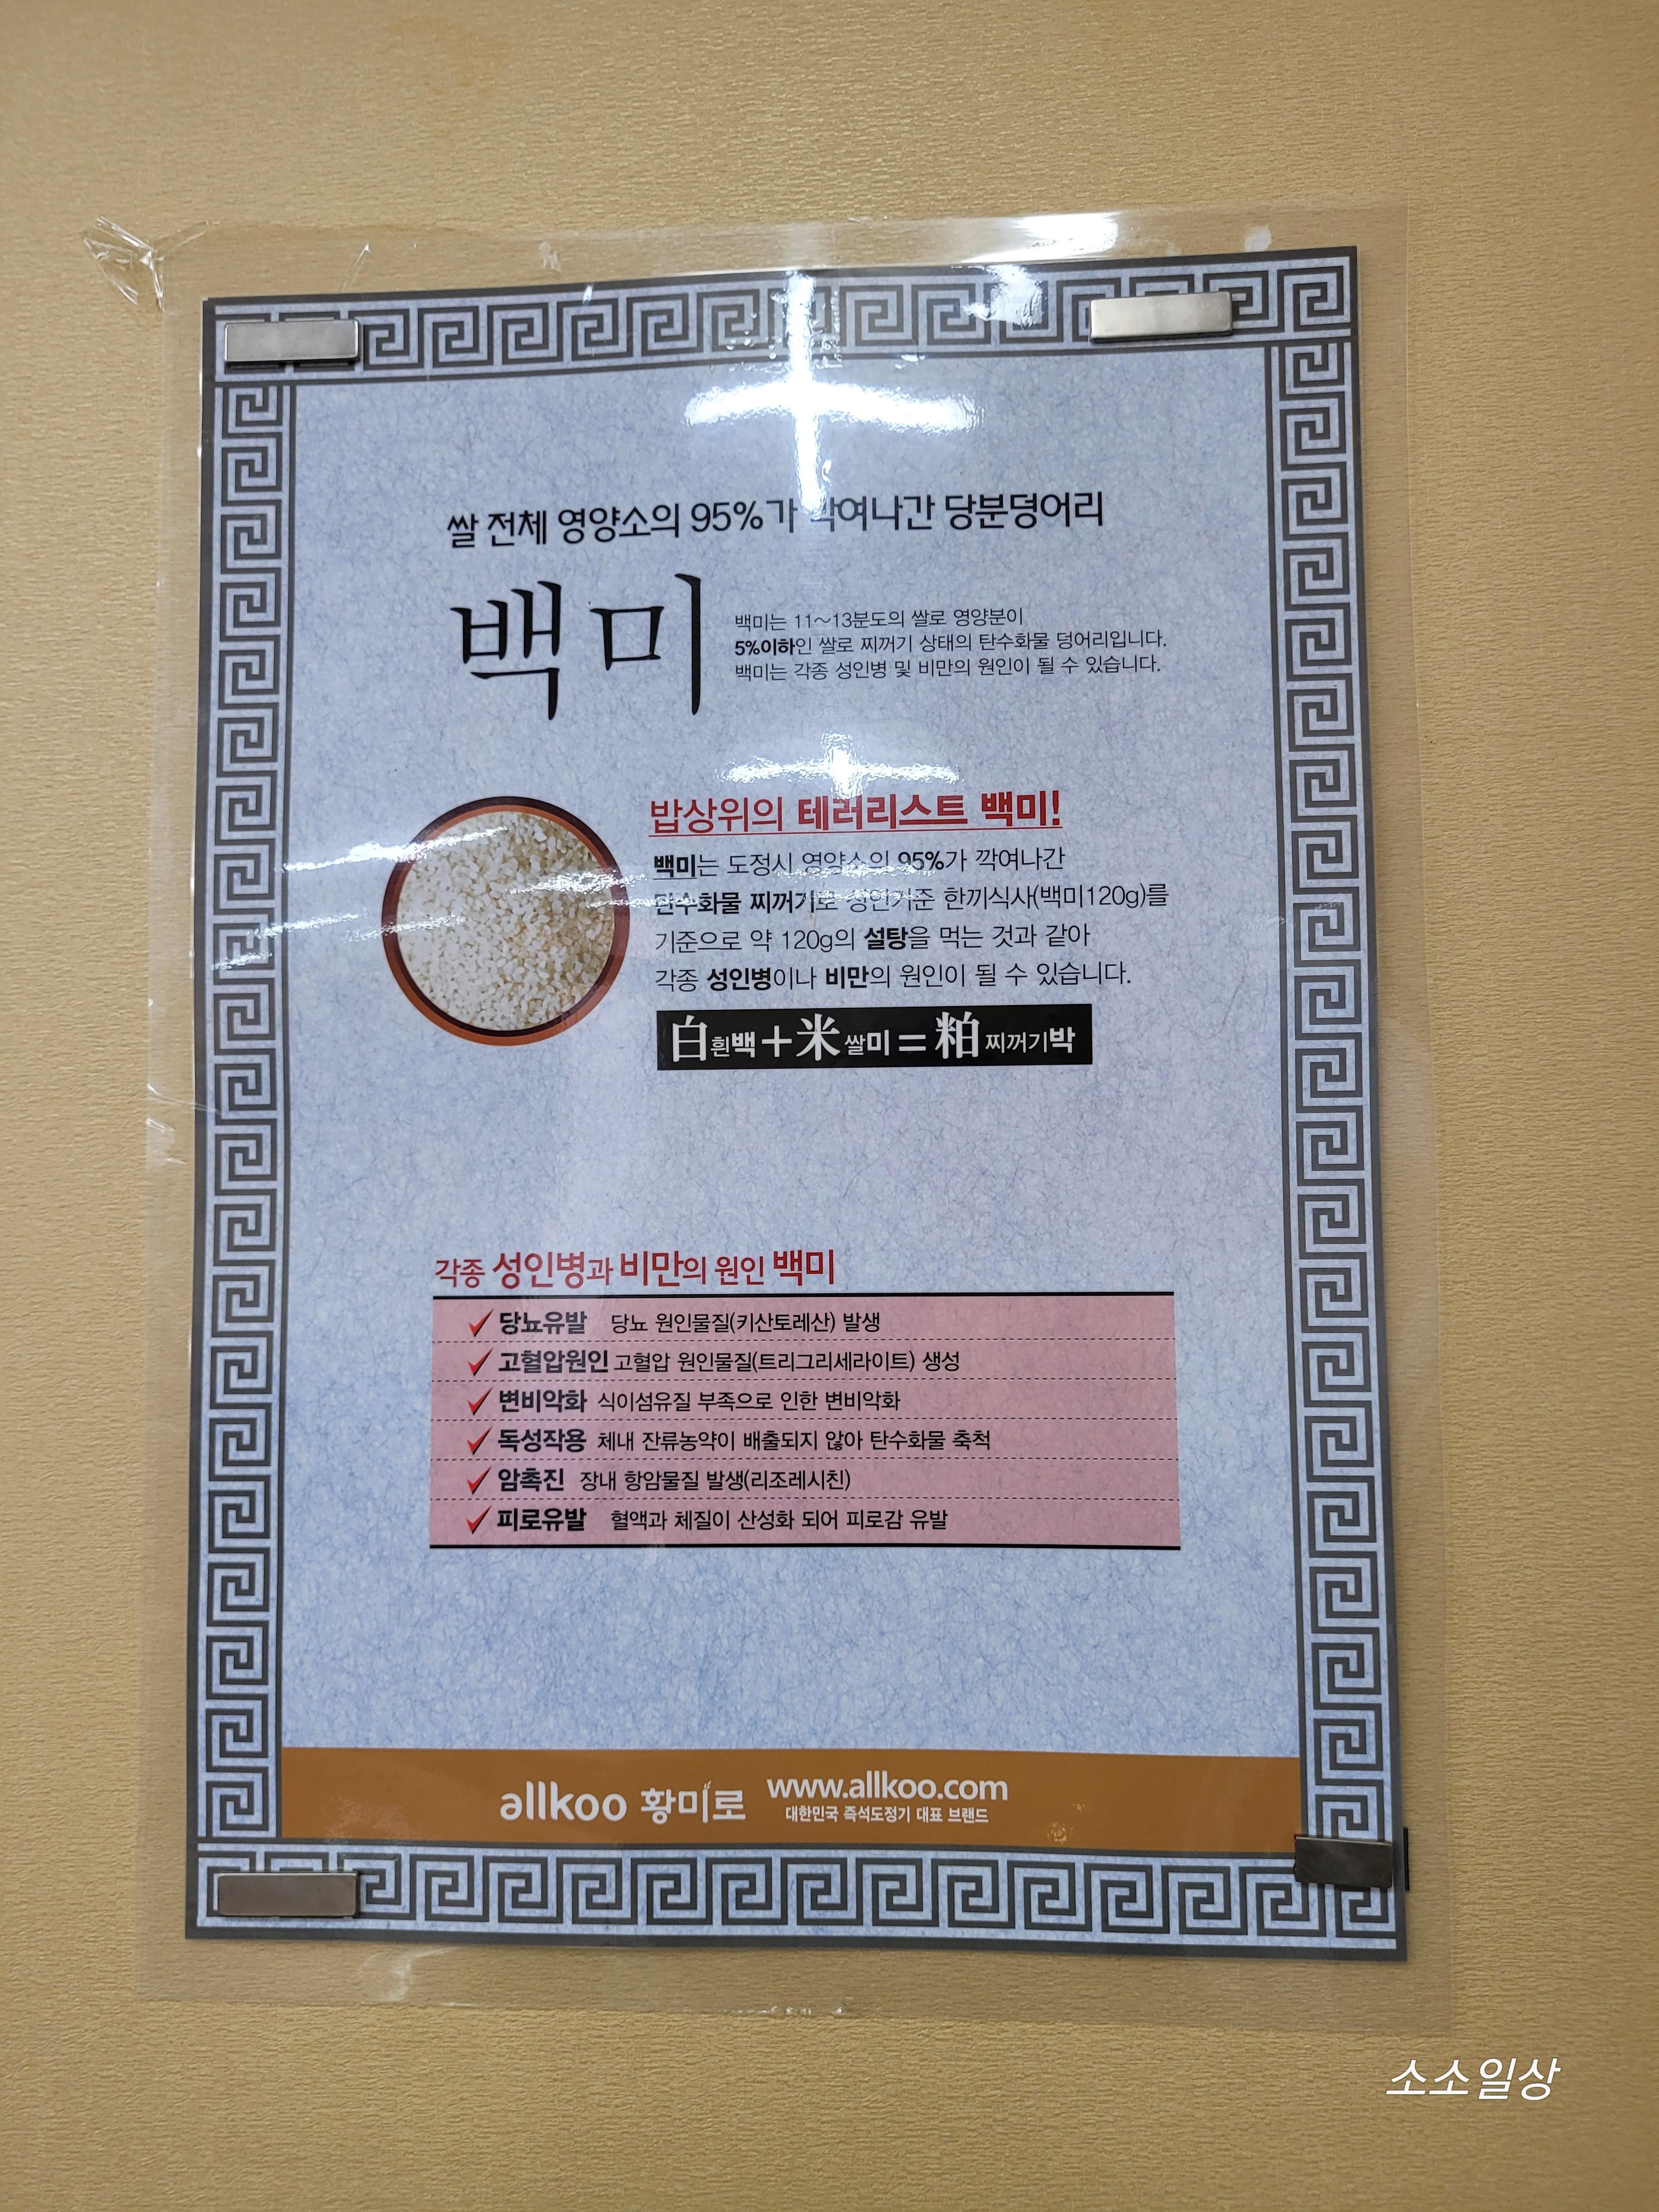 쌀 전체 영양소의 95%가 깍여나간 당분덩어리
백미
백미는 11~13분도의 쌀로 영양분이
5%이하인 쌀로 찌꺼기 상태의 탄수화물 덩어리입니다.
백미는 각종 성인병 및 비만의 원인이 될 수 있습니다.
밥상위의 테러리스트 백미!
백미는 도정시 영양소의 95%가 깍여나간
탄수화물 찌꺼기로 성인기준 한끼식사(백미120g)를
기준으로 약 120g의 설탕을 먹는 것과 같아
각종 성인병이나 비만의 원인이 될 수 있습니다.
白흰백+米쌀미=粕찌꺼기박
각종 성인병과 비만의 원인 백미
당뇨유발 당뇨 원인물질(키산토레산) 발생
고혈압원인 고혈압 원인물질(트리그리세라이트) 생성
변비악화 식이섬유질 부족으로 인한 변비악화
독성작용 체내 잔류농약이 배출되지 않아 탄수화물 축척
암촉진 장내 항암물질 발생(리조레시친)
피로유발 혈액과 체질이 산성화 되어 피로감 유발
allkoo 황미로 www.allkoo.com
대한민국 즉석도정기 대표 브랜드
소소일상